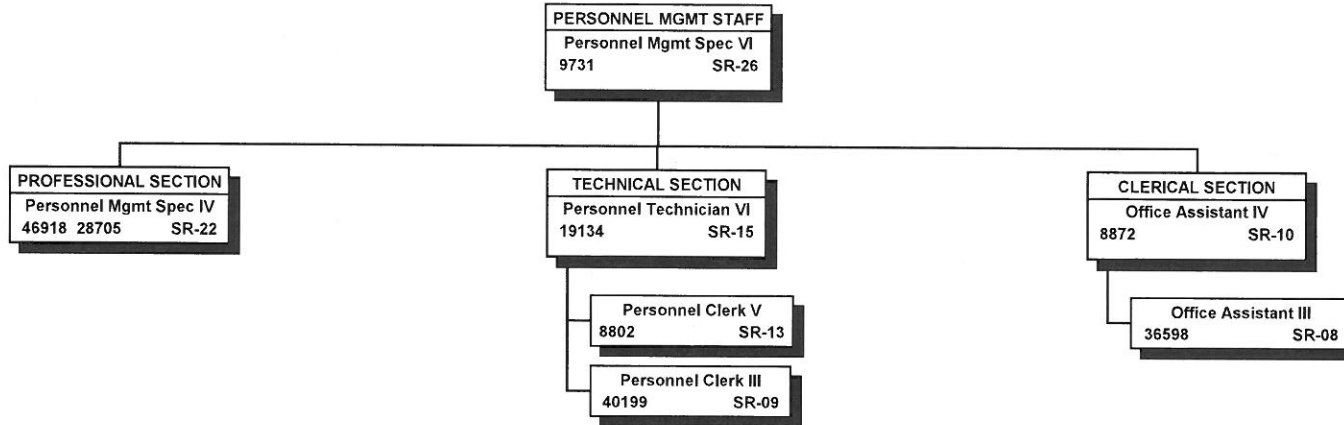 PERSONNEL MGMT STAFF
Personnel Mgmt Spec VI
9731 SR-26
PROFESSIONAL SECTION
Personnel Mgmt Spec IV
46918 28705 SR-22
TECHNICAL SECTION
Personnel Technician VI
19134 SR-15
Personnel Clerk V
8802 SR-13
Personnel Clerk III
40199 SR-09
CLERICAL SECTION
Office Assistant IV
8872 SR-10
Office Assistant III
36598 SR-08